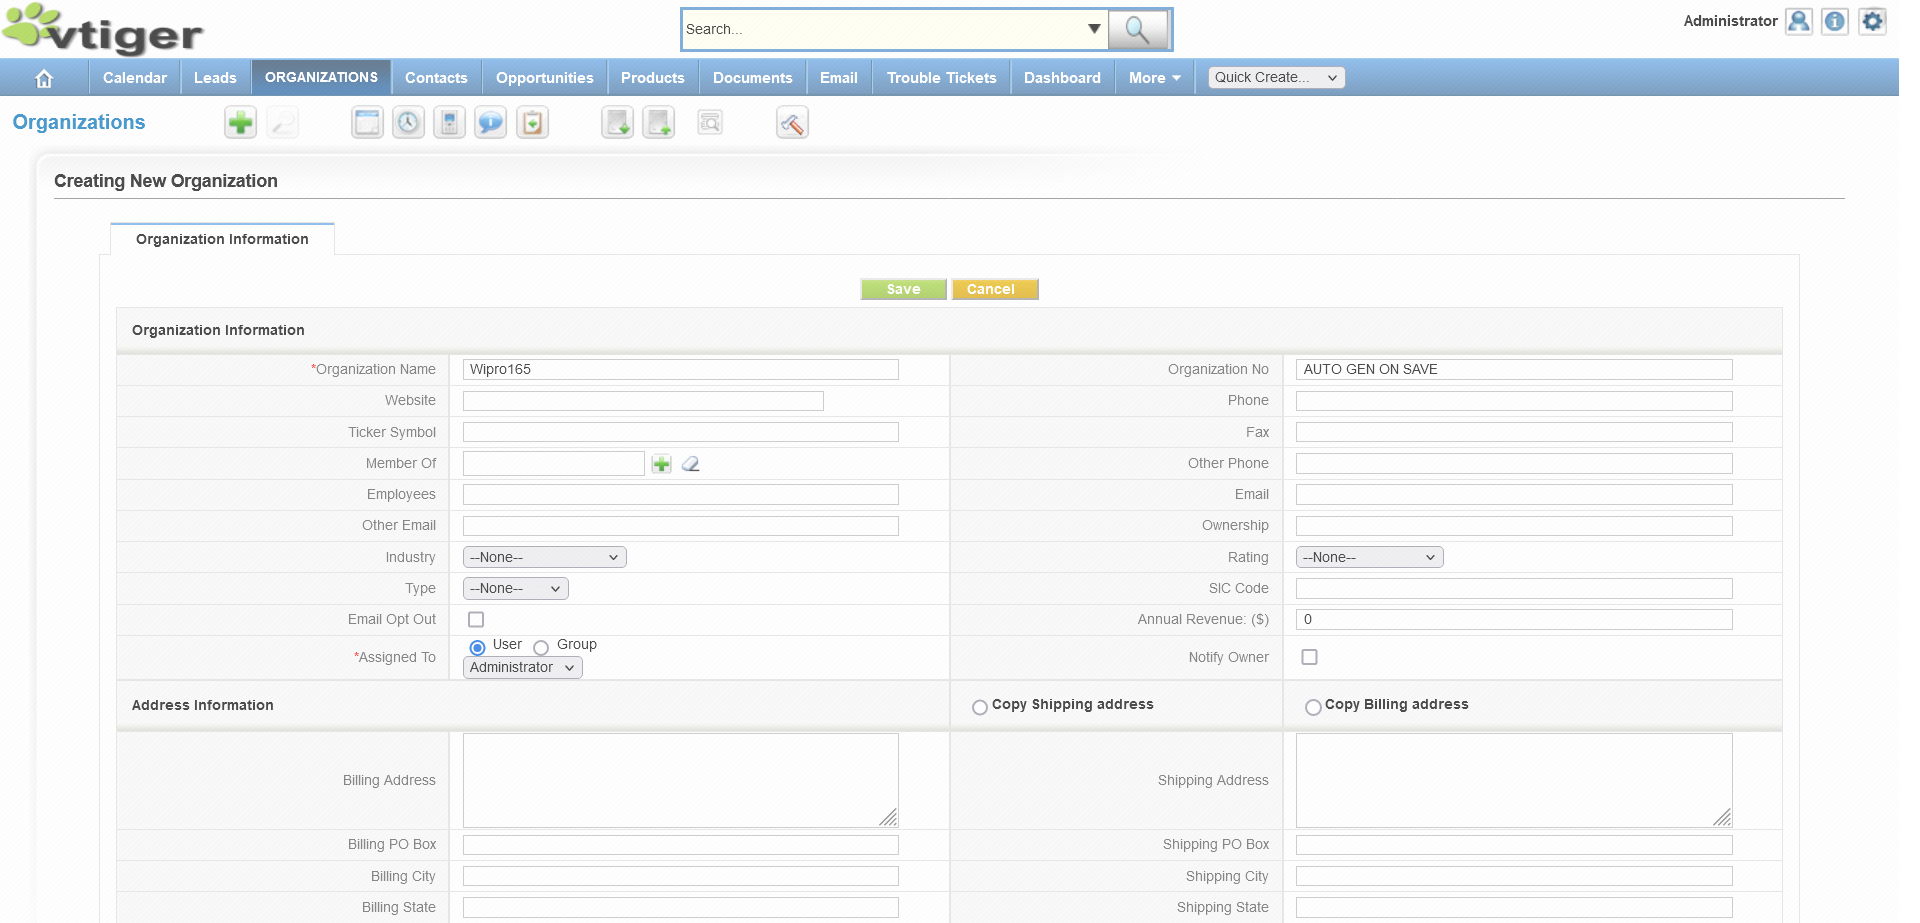 vtiger
Search...
Administrator
Calendar Leads ORGANIZATIONS Contacts Opportunities Products Documents Email Trouble Tickets Dashboard More Quick Create...
Organizations
Creating New Organization
Organization Information
Save Cancel
Organization Information
*Organization Name Wipro165 Organization No AUTO GEN ON SAVE
Website Phone
Ticker Symbol Fax
Member Of Other Phone
Employees Email
Other Email Ownership
Industry --None-- Rating --None--
Type --None-- SIC Code
Email Opt Out Annual Revenue: ($) 0
User Group
*Assigned To Notify Owner
Administrator
Address Information Copy Shipping address Copy Billing address
Billing Address Shipping Address
Billing PO Box Shipping PO Box
Billing City Shipping City
Billing State Shipping State